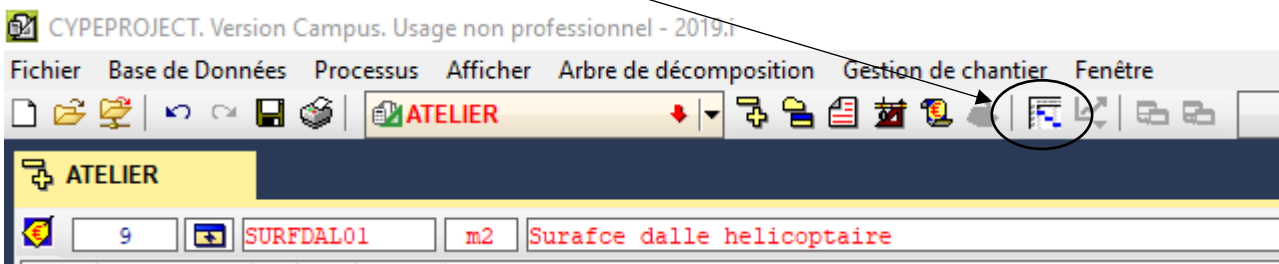 CYPEPROJECT. Version Campus. Usage non professionnel - 2019.i
Fichier Base de Données Processus Afficher Arbre de décomposition Gestion de chantier Fenêtre
ATELIER
ATELIER
9 SURFDAL01 m2 Surafce dalle helicoptaire